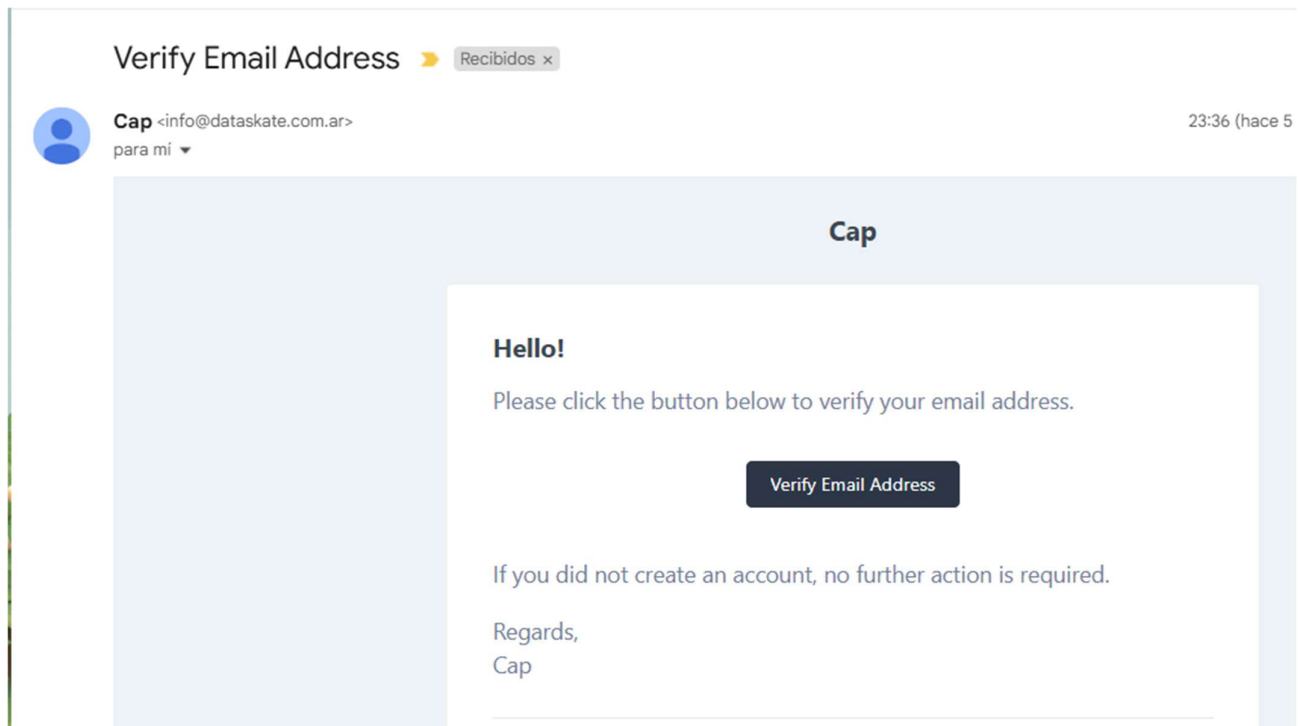 Verify Email Address Recibidos ×
Cap <info@dataskate.com.ar> 23:36 (hace 5
para mí
Cap
Hello!
Please click the button below to verify your email address.
Verify Email Address
If you did not create an account, no further action is required.
Regards,
Cap